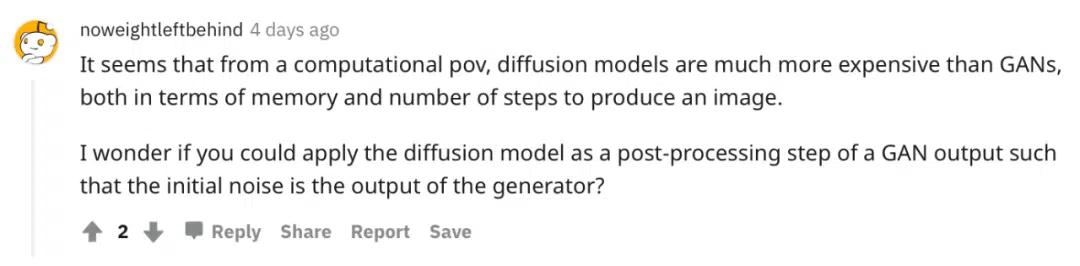 noweightleftbehind 4 days ago
It seems that from a computational pov, diffusion models are much more expensive than GANs,
both in terms of memory and number of steps to produce an image.
I wonder if you could apply the diffusion model as a post-processing step of a GAN output such
that the initial noise is the output of the generator?
2 Reply Share Report Save